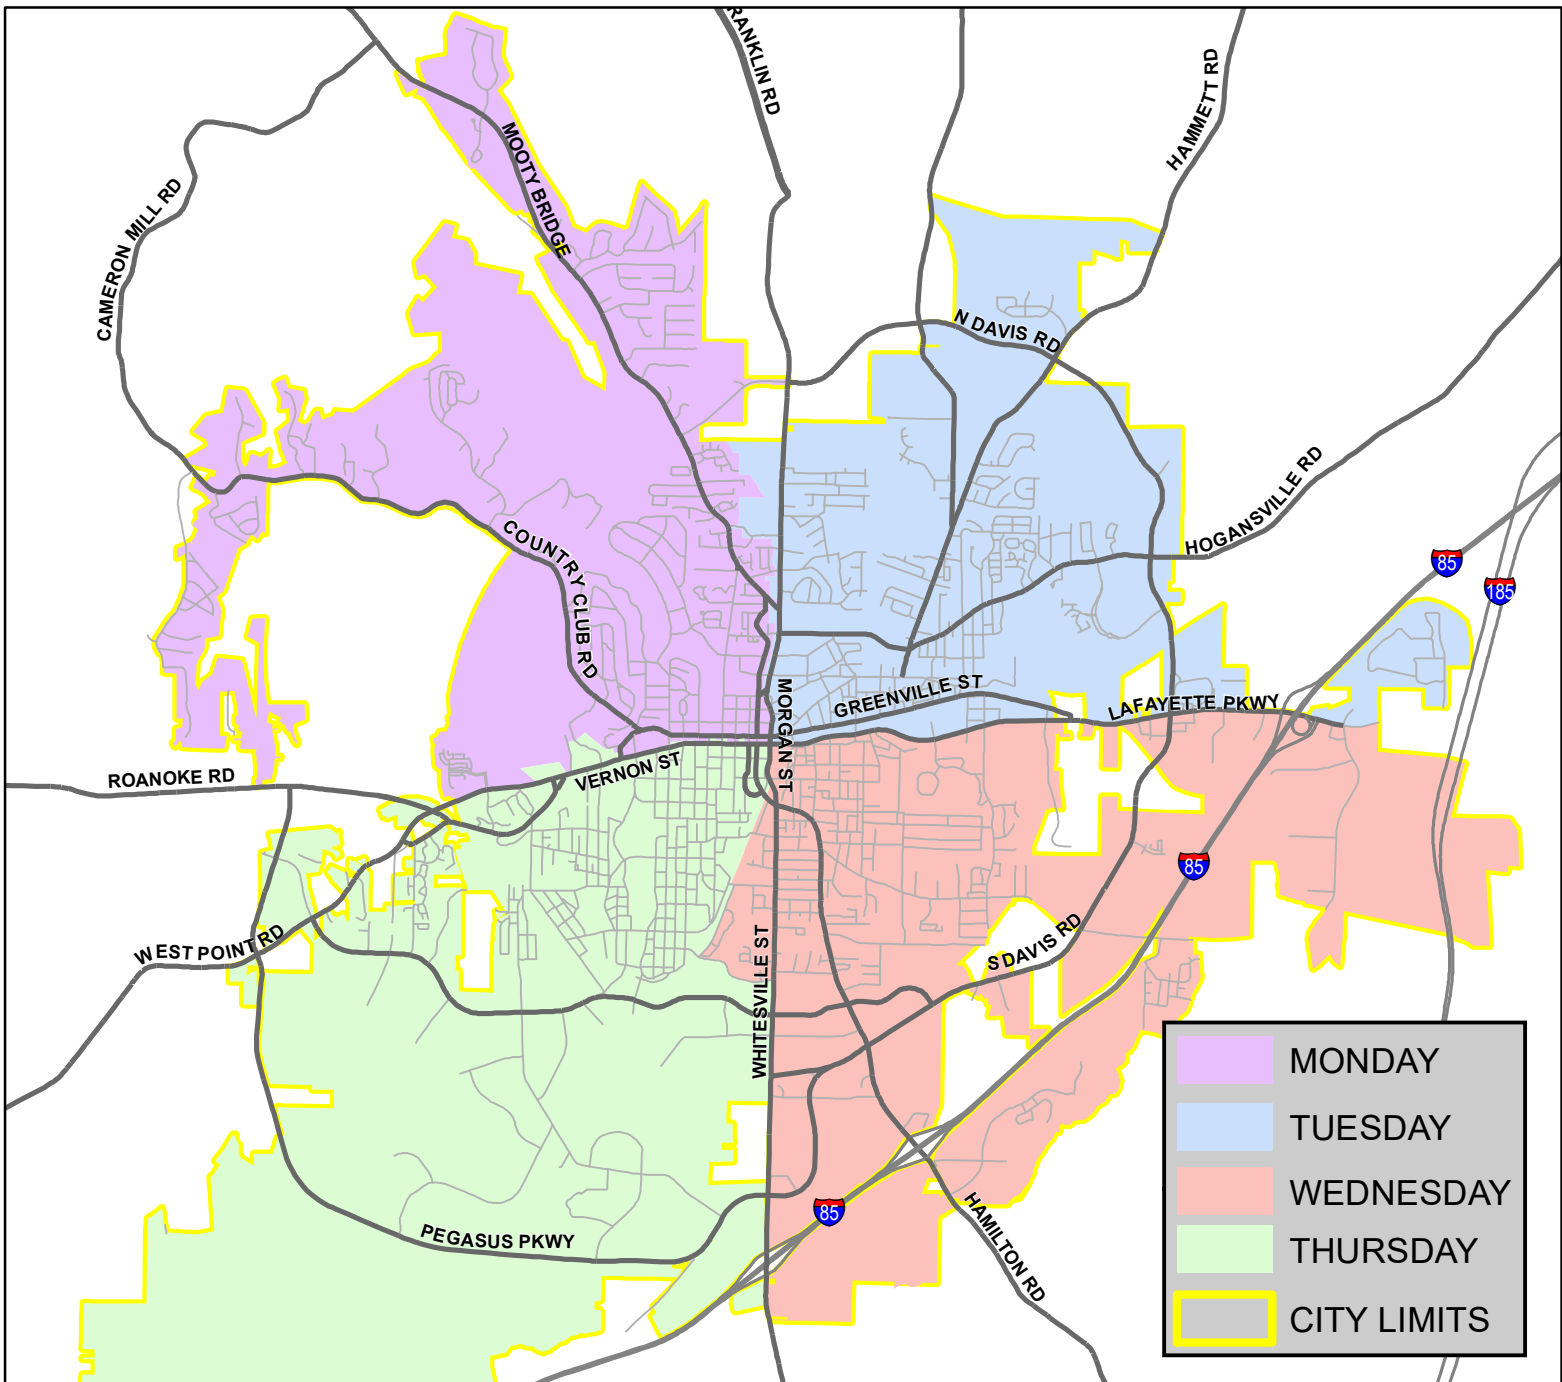 RANKLIN RD
HAMMETT RD
MOOTY BRIDGE
CAMERON MILL RD
N DAVIS RD
HOGANSVILLE RD
85
185
COUNTRY CLUB RD
MORGAN ST
GREENVILLE ST
LAFAYETTE PKWY
ROANOKE RD
VERNON ST
85
WEST POINT RD
WHITESVILLE ST
S DAVIS RD
85
PEGASUS PKWY
HAMILTON RD
MONDAY
TUESDAY
WEDNESDAY
THURSDAY
CITY LIMITS